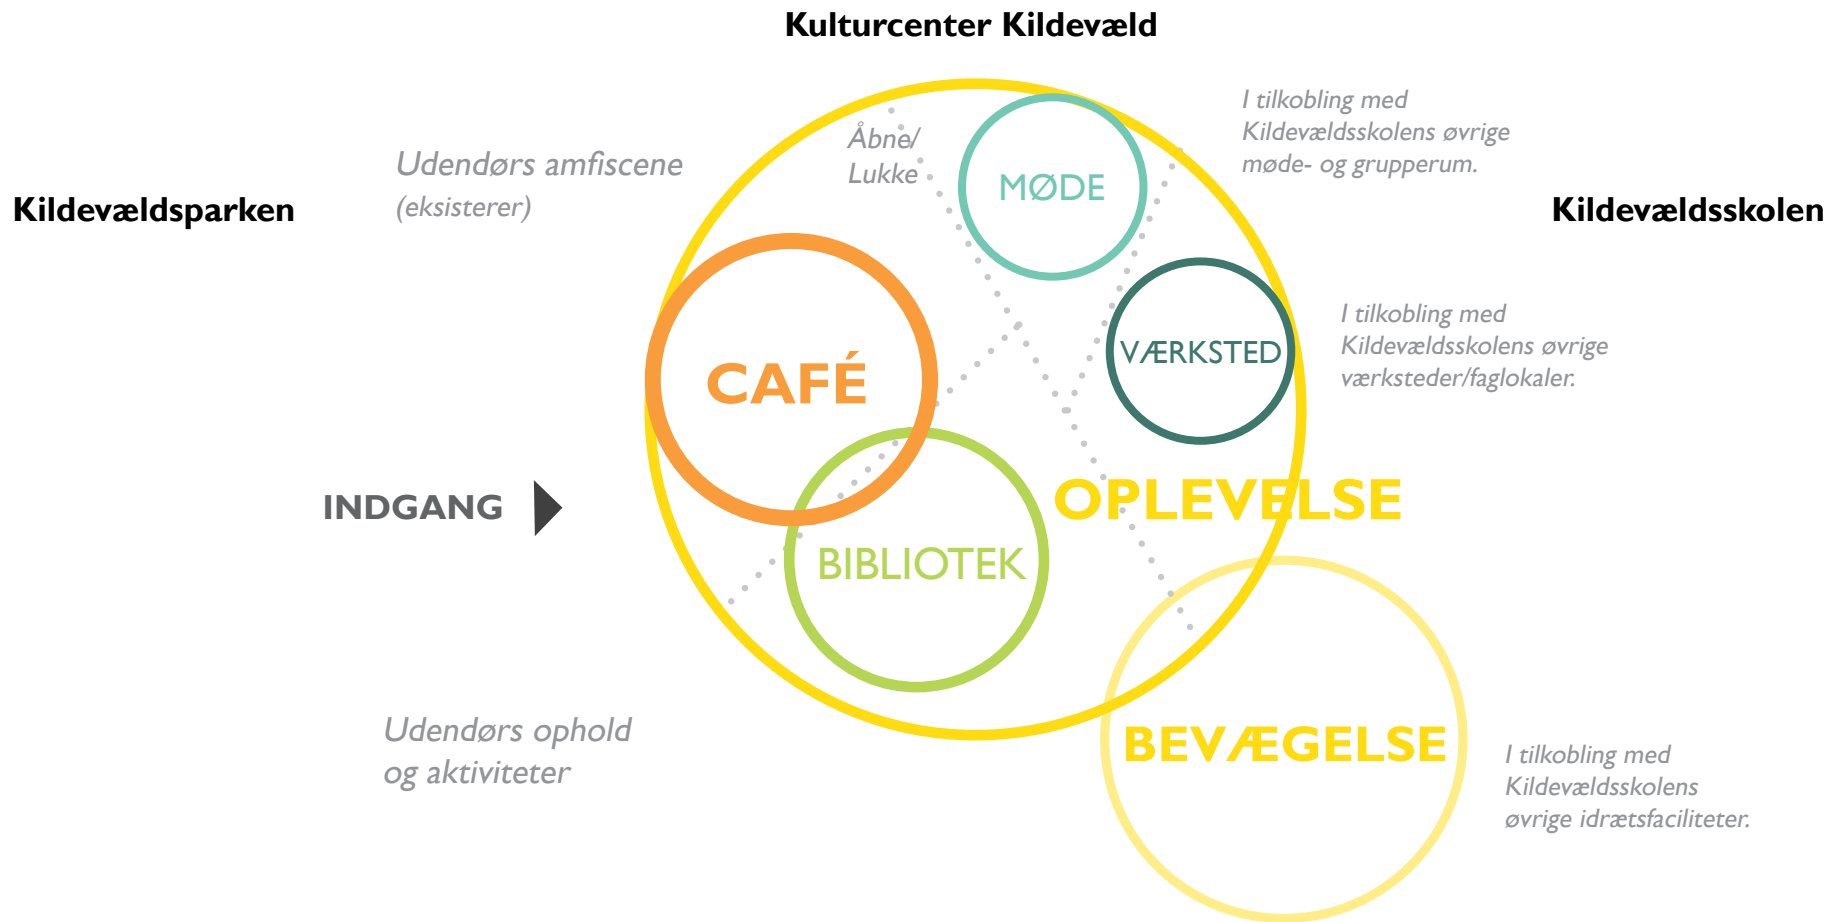 Kulturcenter Kildevæld
I tilkobling med
Kildevældsskolens øvrige
møde- og grupperum.
Åbne/
Lukke
Udendørs amfiscene
(eksisterer)
MØDE
Kildevældsparken
Kildevældsskolen
I tilkobling med
Kildevældsskolens øvrige
værksteder/faglokaler.
VÆRKSTED
CAFÉ
INDGANG
OPLEVELSE
BIBLIOTEK
Udendørs ophold
og aktiviteter
BEVÆGELSE
I tilkobling med
Kildevældsskolens
øvrige idrætsfaciliteter.